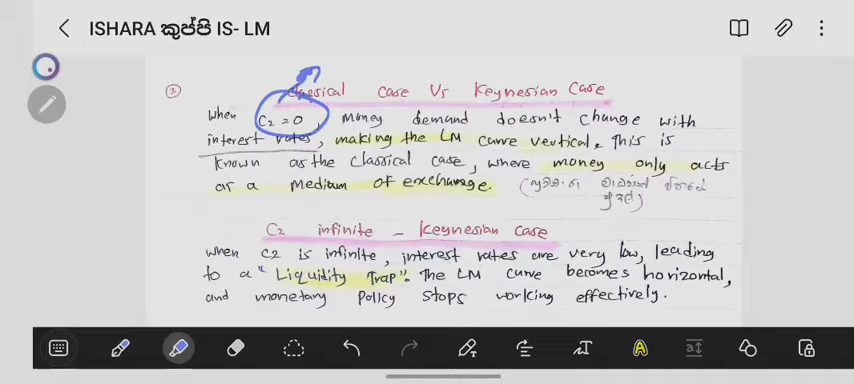 ISHARA කුප්පි IS- LM
② Classical case Vs Keynesian Case
When C2 = 0, Money demand doesn't change with
interest rates, making the LM curve vertical. This is
known as the classical case, where money only acts
as a Medium of exchange.
C2 infinite - Keynesian Case
When C2 is infinite, interest rates are very low, leading
to a "Liquidity Trap". The LM curve becomes horizontal,
and monetary policy stops working effectively.